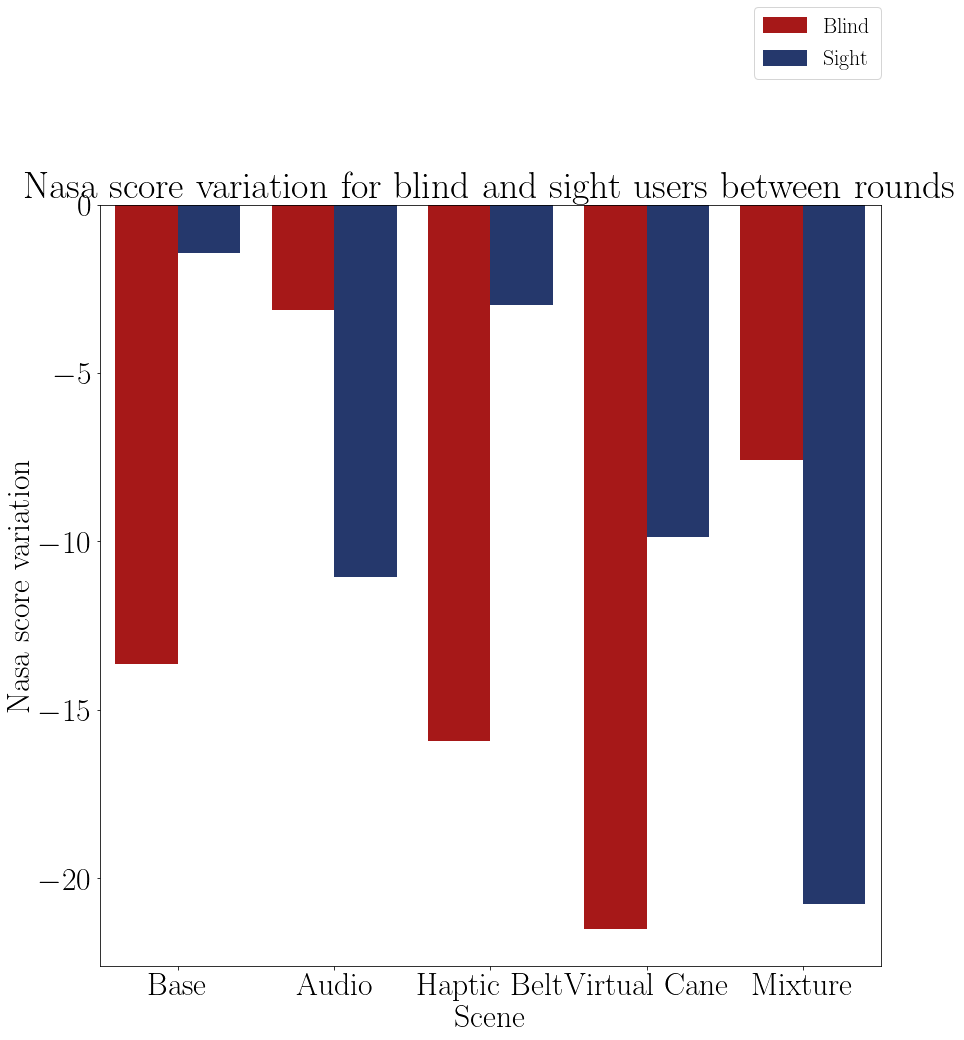 Blind
Sight
Nasa score variation for blind and sight users between rounds
0
−5
−10
−15
−20
Nasa score variation
Base Audio Haptic Belt Virtual Cane Mixture
Scene